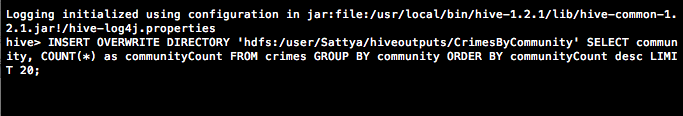 Logging initialized using configuration in jar:file:/usr/local/bin/hive-1.2.1/lib/hive-common-1.
2.1.jar!/hive-log4j.properties
hive> INSERT OVERWRITE DIRECTORY 'hdfs:/user/Sattya/hiveoutputs/CrimesByCommunity' SELECT commun
ity, COUNT(*) as communityCount FROM crimes GROUP BY community ORDER BY communityCount desc LIMI
T 20;